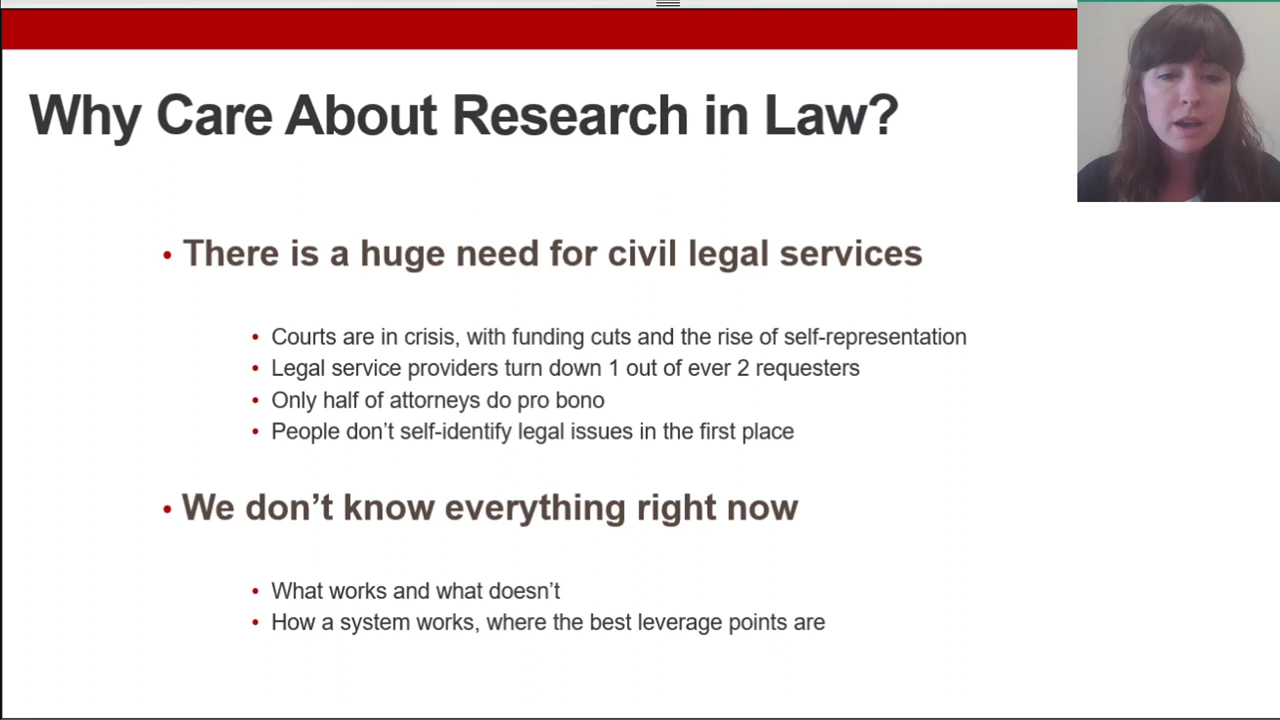 Why Care About Research in Law?
• There is a huge need for civil legal services
• Courts are in crisis, with funding cuts and the rise of self-representation
• Legal service providers turn down 1 out of ever 2 requesters
• Only half of attorneys do pro bono
• People don’t self-identify legal issues in the first place
• We don’t know everything right now
• What works and what doesn’t
• How a system works, where the best leverage points are